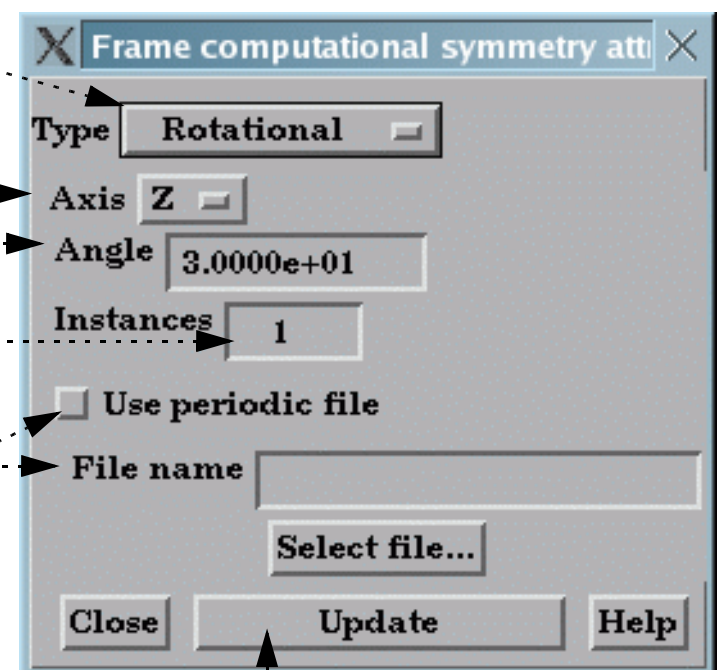 Frame computational symmetry att
Type Rotational
Axis Z
Angle 3.0000e+01
Instances 1
Use periodic file
File name
Select file...
Close Update Help